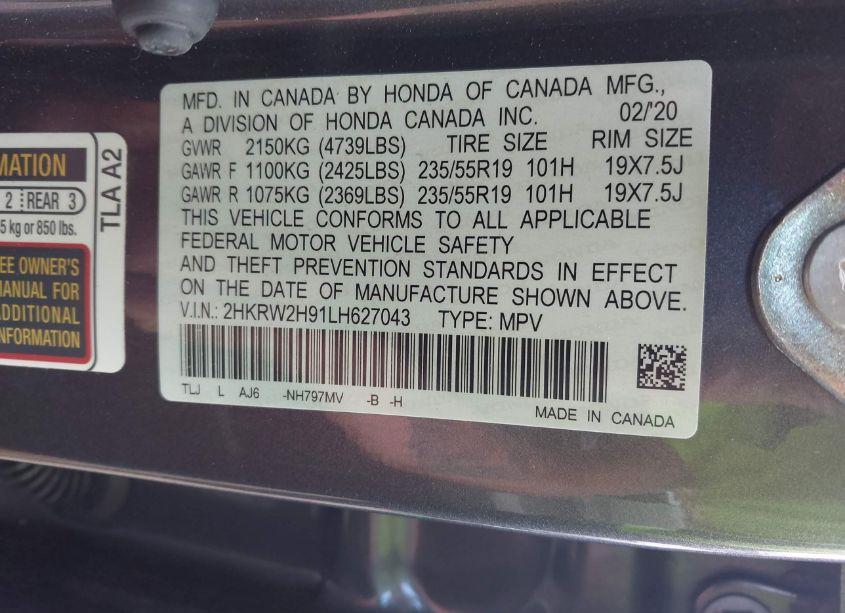 MFD. IN CANADA BY HONDA OF CANADA MFG.,
A DIVISION OF HONDA CANADA INC. 02/'20
GVWR 2150KG (4739LBS) TIRE SIZE RIM SIZE
GAWR F 1100KG (2425LBS) 235/55R19 101H 19X7.5J
GAWR R 1075KG (2369LBS) 235/55R19 101H 19X7.5J
THIS VEHICLE CONFORMS TO ALL APPLICABLE
FEDERAL MOTOR VEHICLE SAFETY
AND THEFT PREVENTION STANDARDS IN EFFECT
ON THE DATE OF MANUFACTURE SHOWN ABOVE.
V.I.N.: 2HKRW2H91LH627043 TYPE: MPV
TLJ L AJ6 -NH797MV -B -H
MADE IN CANADA
MATION
2 REAR 3
5 kg or 850 lbs.
EE OWNER'S
MANUAL FOR
ADDITIONAL
INFORMATION
TLA A2